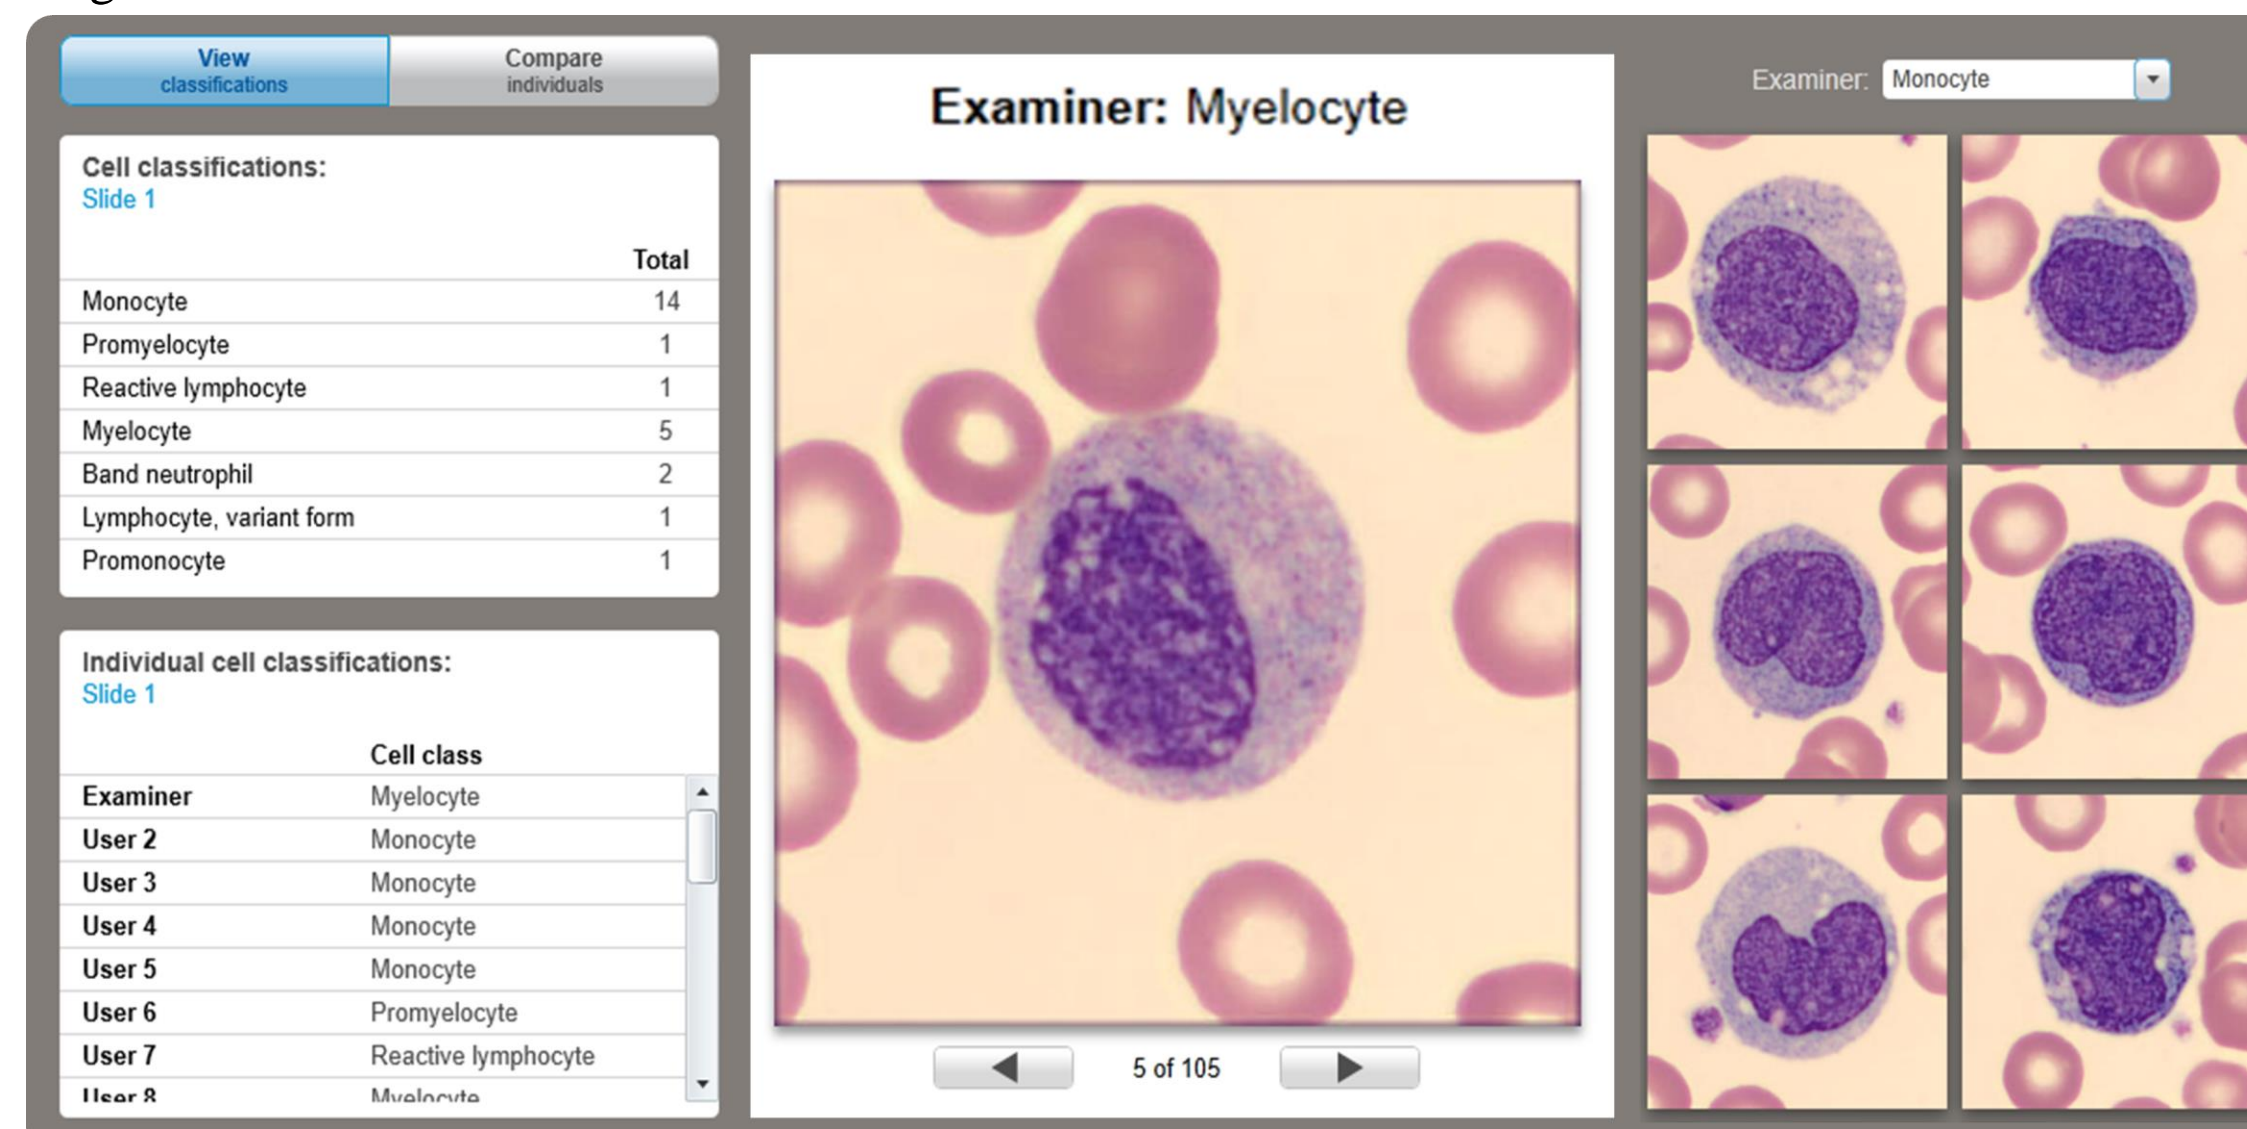 View
classifications
Compare
individuals
Cell classifications:
Slide 1
Total
Monocyte 14
Promyelocyte 1
Reactive lymphocyte 1
Myelocyte 5
Band neutrophil 2
Lymphocyte, variant form 1
Promonocyte 1
Individual cell classifications:
Slide 1
Cell class
Examiner Myelocyte
User 2 Monocyte
User 3 Monocyte
User 4 Monocyte
User 5 Monocyte
User 6 Promyelocyte
User 7 Reactive lymphocyte
User 8 Myelocyte
Examiner: Myelocyte
5 of 105
Examiner: Monocyte